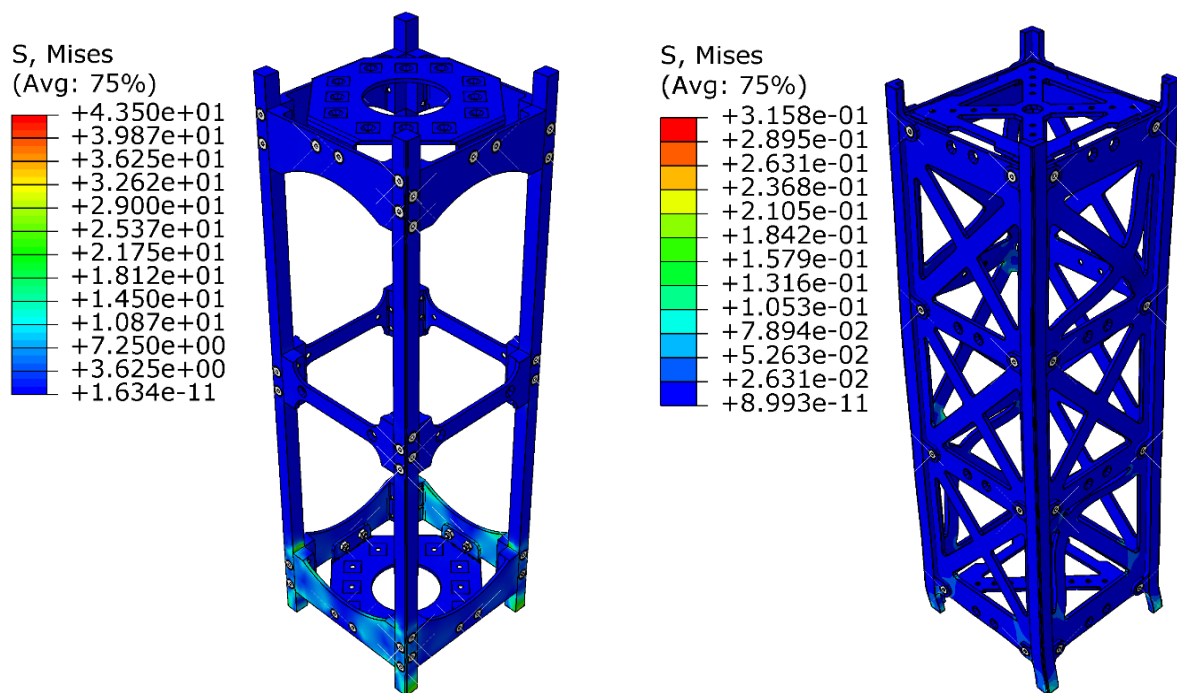 S, Mises
(Avg: 75%)
+4.350e+01
+3.987e+01
+3.625e+01
+3.262e+01
+2.900e+01
+2.537e+01
+2.175e+01
+1.812e+01
+1.450e+01
+1.087e+01
+7.250e+00
+3.625e+00
+1.634e-11
S, Mises
(Avg: 75%)
+3.158e-01
+2.895e-01
+2.631e-01
+2.368e-01
+2.105e-01
+1.842e-01
+1.579e-01
+1.316e-01
+1.053e-01
+7.894e-02
+5.263e-02
+2.631e-02
+8.993e-11